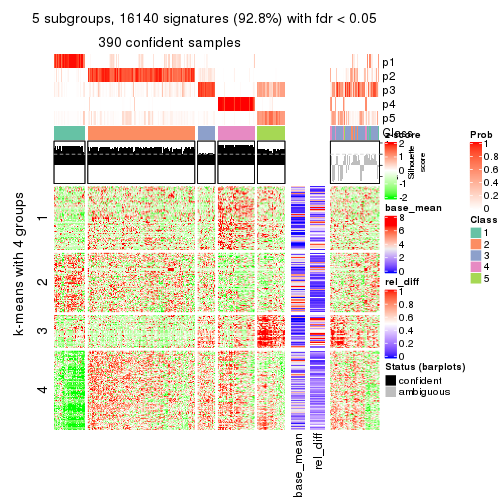 5 subgroups, 16140 signatures (92.8%) with fdr < 0.05
390 confident samples
p1
p2
p3
p4
p5
Class
Silhouette
score
k-means with 4 groups
1
2
3
4
base_mean
rel_diff
z-score
2
1
0
-1
-2
base_mean
8
6
4
2
0
rel_diff
1
0.8
0.6
0.4
0.2
0
Status (barplots)
confident
ambiguous
Prob
1
0.8
0.6
0.4
0.2
0
Class
1
2
3
4
5